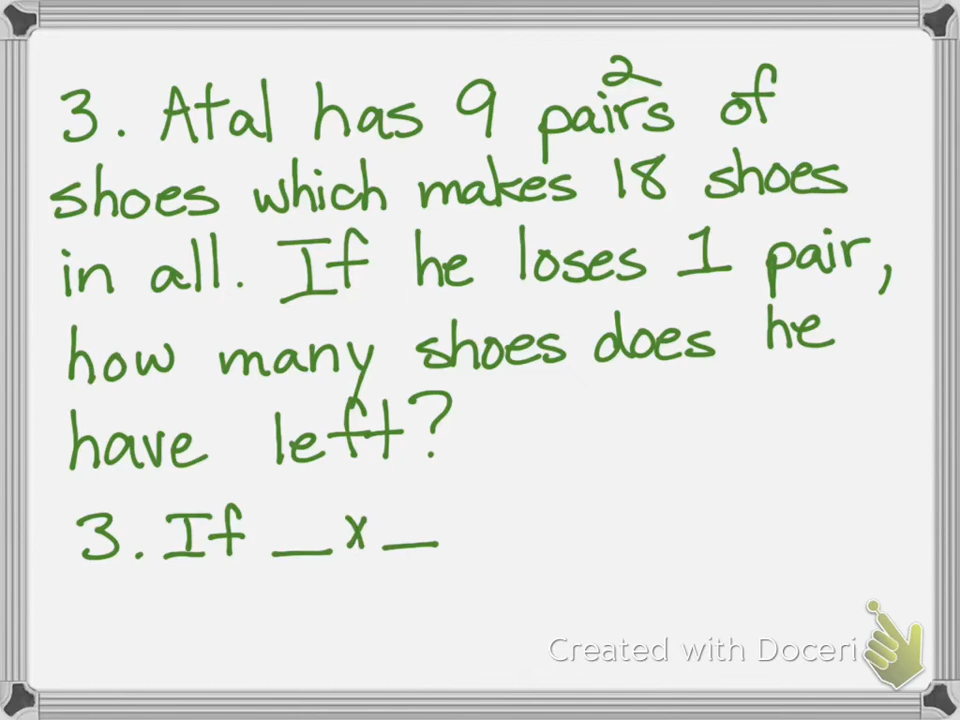 2
3. Atal has 9 pairs of
shoes which makes 18 shoes
in all. If he loses 1 pair,
how many shoes does he
have left?
3. If _ x _
Created with Doceri